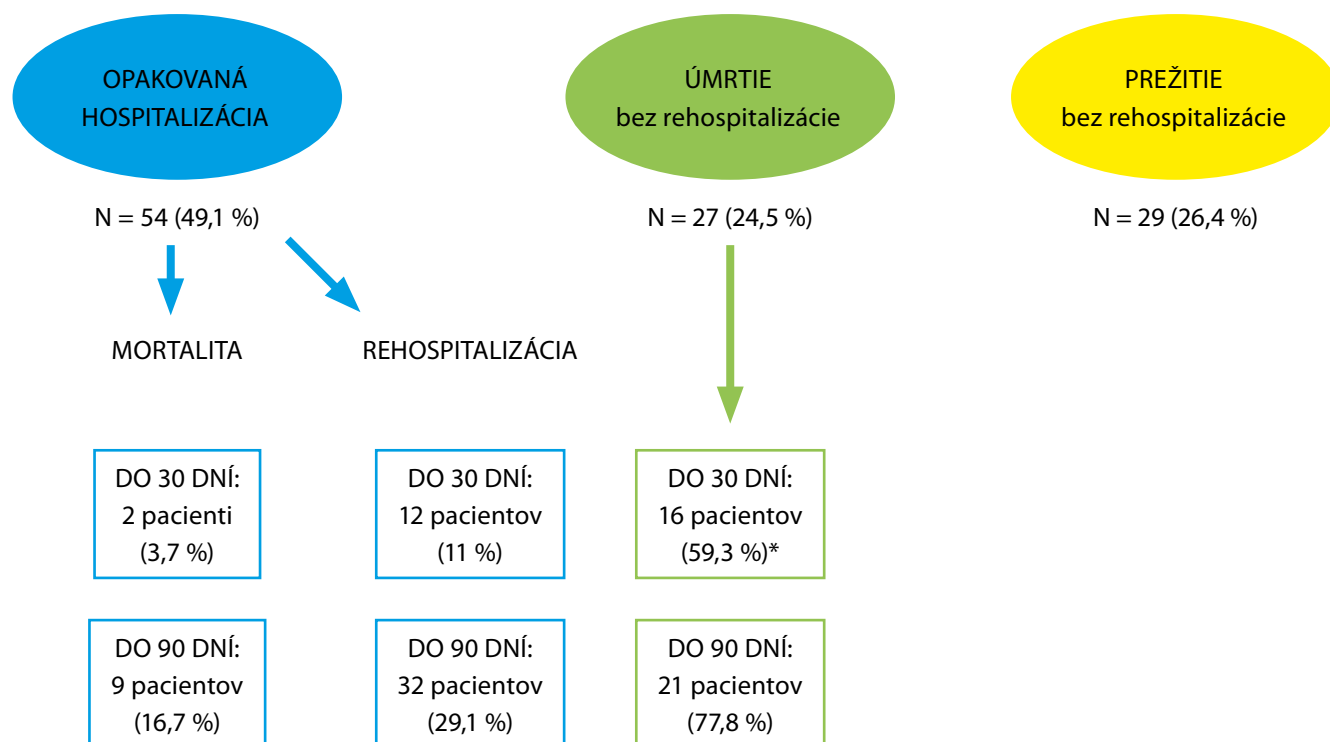 OPAKOVANÁ
HOSPITALIZÁCIA
ÚMRTIE
bez rehospitalizácie
PREŽITIE
bez rehospitalizácie
N = 54 (49,1 %)
N = 27 (24,5 %)
N = 29 (26,4 %)
MORTALITA
REHOSPITALIZÁCIA
DO 30 DNÍ:
2 pacienti
(3,7 %)
DO 30 DNÍ:
12 pacientov
(11 %)
DO 30 DNÍ:
16 pacientov
(59,3 %)*
DO 90 DNÍ:
9 pacientov
(16,7 %)
DO 90 DNÍ:
32 pacientov
(29,1 %)
DO 90 DNÍ:
21 pacientov
(77,8 %)